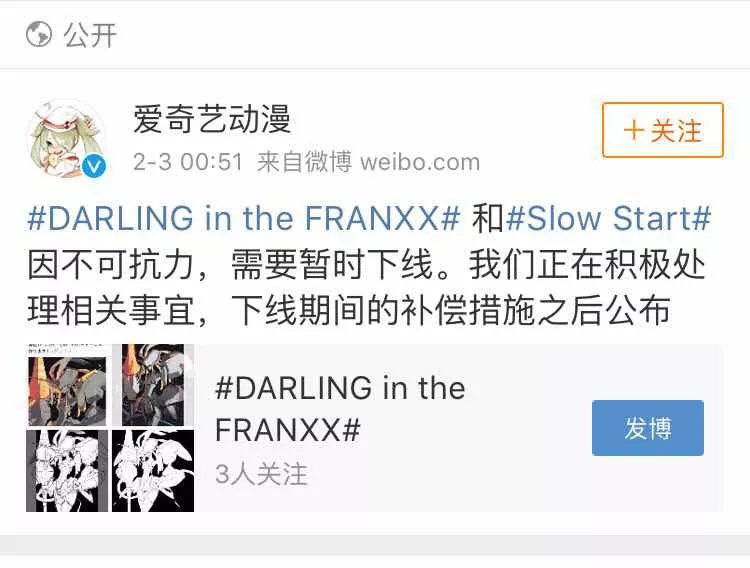 公开
爱奇艺动漫
+关注
2-3 00:51 来自微博 weibo.com
#DARLING in the FRANXX# 和#Slow Start#
因不可抗力，需要暂时下线。我们正在积极处
理相关事宜，下线期间的补偿措施之后公布
#DARLING in the
FRANXX#
3人关注
发博